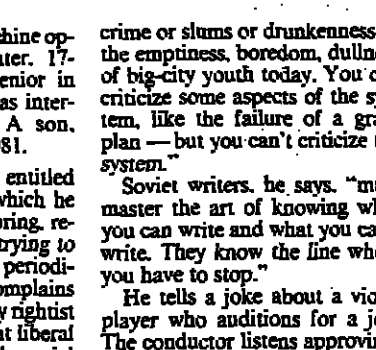 hine op-
ter. 17-
enior in
as inter-
A son,
81.
entitled
which he
oring, re-
trying to
periodi-
omplains
y rightist
t liberal
crime or slums or drunkenness
the emptiness, boredom, dullne
of big-city youth today. You c
criticize some aspects of the sy
tem, like the failure of a gra
plan — but you can't criticize t
system."
Soviet writers, he says, "mu
master the art of knowing wh
you can write and what you ca
write. They know the line whe
you have to stop."
He tells a joke about a vio
player who auditions for a jo
The conductor listens approvin